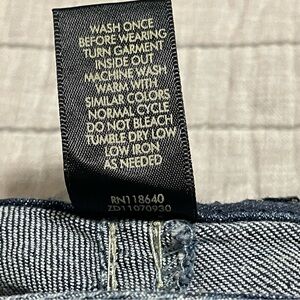 WASH ONCE
BEFORE WEARING
TURN GARMENT
INSIDE OUT
MACHINE WASH
WARM WITH
SIMILAR COLORS
NORMAL CYCLE
DO NOT BLEACH
TUMBLE DRY LOW
LOW IRON
AS NEEDED
RN118640
ZD11070930